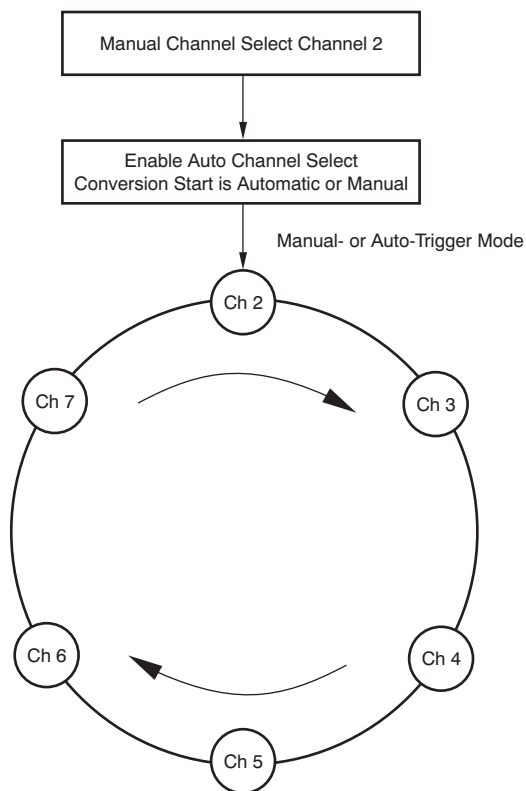 Manual Channel Select Channel 2
Enable Auto Channel Select
Conversion Start is Automatic or Manual
Manual- or Auto-Trigger Mode
Ch 2
Ch 7
Ch 3
Ch 6
Ch 4
Ch 5